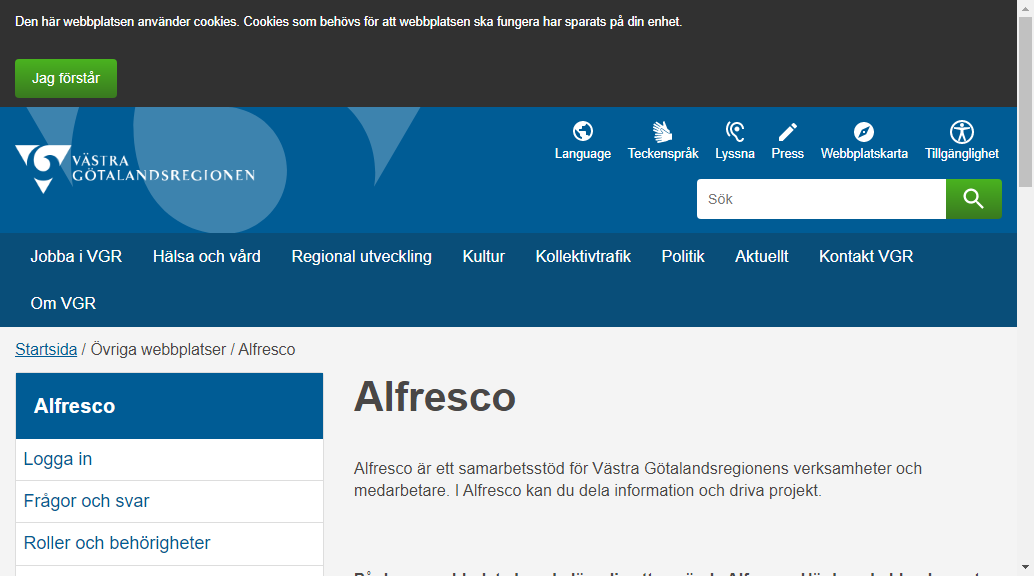 Den här webbplatsen använder cookies. Cookies som behövs för att webbplatsen ska fungera har sparats på din enhet.
Jag förstår
VÄSTRA
GÖTALANDSREGIONEN
Language Teckenspråk Lyssna Press Webbplatskarta Tillgänglighet
Sök
Jobba i VGR Hälsa och vård Regional utveckling Kultur Kollektivtrafik Politik Aktuellt Kontakt VGR
Om VGR
Startsida / Övriga webbplatser / Alfresco
Alfresco
Logga in
Frågor och svar
Roller och behörigheter
Alfresco
Alfresco är ett samarbetsstöd för Västra Götalandsregionens verksamheter och
medarbetare. I Alfresco kan du dela information och driva projekt.